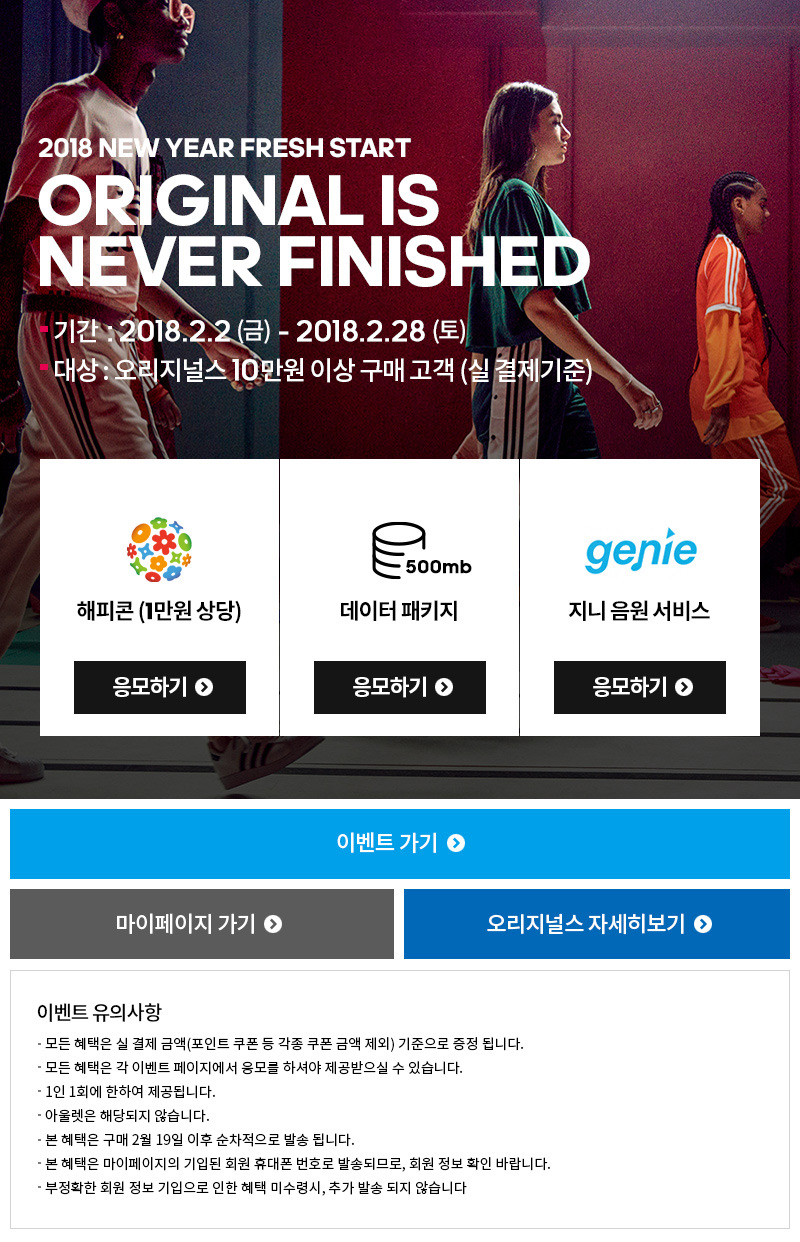 2018 NEW YEAR FRESH START
ORIGINAL IS
NEVER FINISHED
기간 : 2018.2.2 (금) - 2018.2.28 (토)
대상 : 오리지널스 10만원 이상 구매 고객 (실 결제기준)
500mb
genie
해피콘 (1만원 상당)
데이터 패키지
지니 음원 서비스
응모하기
응모하기
응모하기
이벤트 가기
마이페이지 가기
오리지널스 자세히보기
이벤트 유의사항
- 모든 혜택은 실 결제 금액(포인트 쿠폰 등 각종 쿠폰 금액 제외) 기준으로 증정 됩니다.
- 모든 혜택은 각 이벤트 페이지에서 응모를 하셔야 제공받으실 수 있습니다.
- 1인 1회에 한하여 제공됩니다.
- 아울렛은 해당되지 않습니다.
- 본 혜택은 구매 2월 19일 이후 순차적으로 발송 됩니다.
- 본 혜택은 마이페이지의 기입된 회원 휴대폰 번호로 발송되므로, 회원 정보 확인 바랍니다.
- 부정확한 회원 정보 기입으로 인한 혜택 미수령시, 추가 발송 되지 않습니다